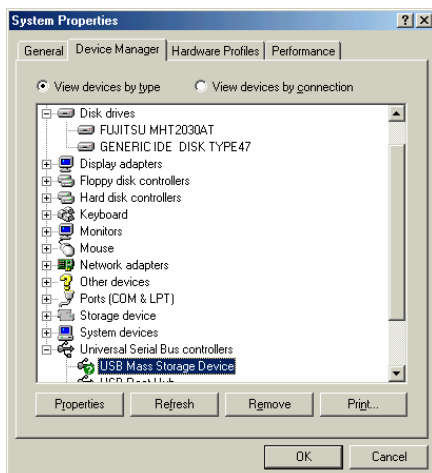 System Properties
General Device Manager Hardware Profiles Performance
View devices by type View devices by connection
Disk drives
FUJITSU MHT2030AT
GENERIC IDE DISK TYPE47
Display adapters
Floppy disk controllers
Hard disk controllers
Keyboard
Monitors
Mouse
Network adapters
Other devices
Ports (COM & LPT)
Storage device
System devices
Universal Serial Bus controllers
USB Mass Storage Device
USB Root Hub
Properties Refresh Remove Print...
OK Cancel